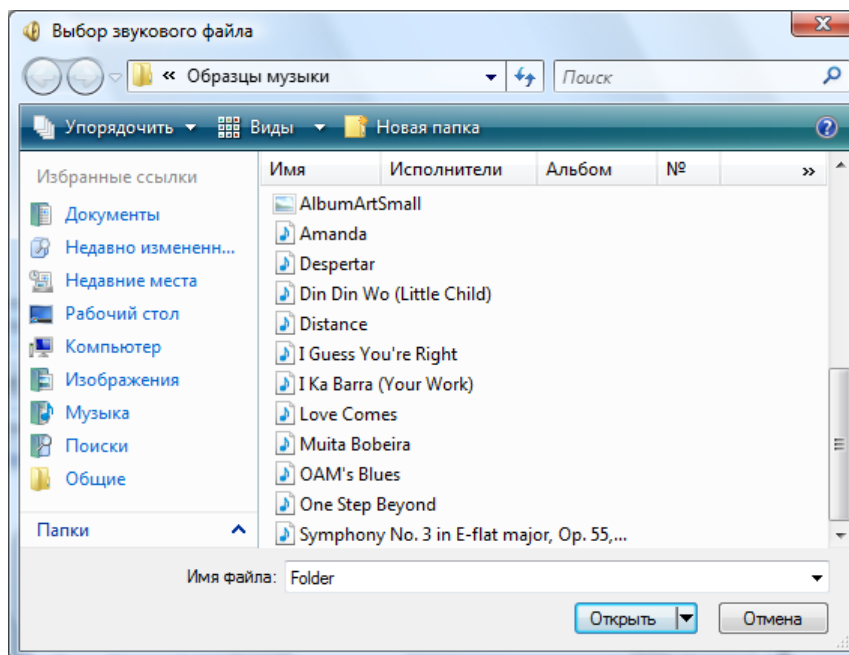 Выбор звукового файла
« Образцы музыки
Поиск
Упорядочить Виды Новая папка
Избранные ссылки
Документы
Недавно измененн...
Недавние места
Рабочий стол
Компьютер
Изображения
Музыка
Поиски
Общие
Папки
Имя Исполнители Альбом № »
AlbumArtSmall
Amanda
Despertar
Din Din Wo (Little Child)
Distance
I Guess You're Right
I Ka Barra (Your Work)
Love Comes
Muita Bobeira
OAM's Blues
One Step Beyond
Symphony No. 3 in E-flat major, Op. 55,...
Имя файла: Folder
Открыть Отмена